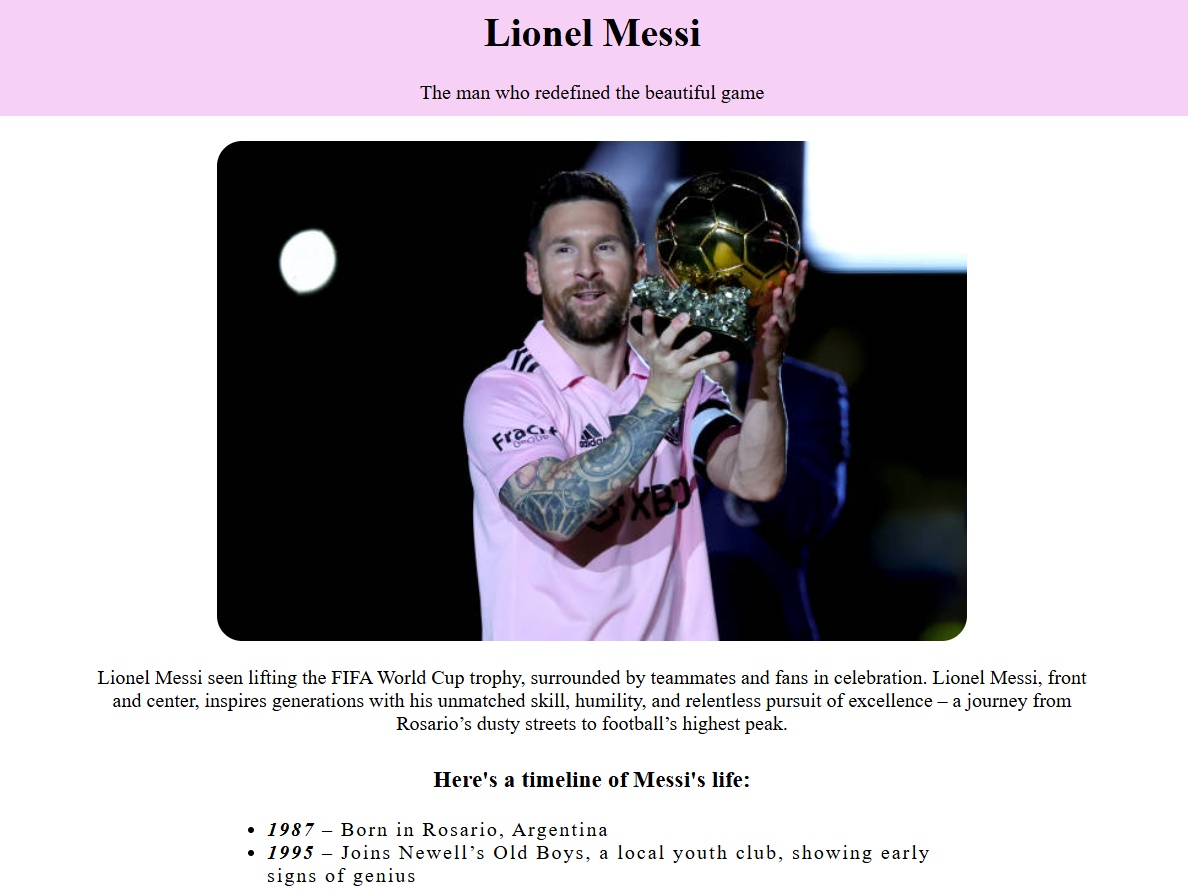 Lionel Messi
The man who redefined the beautiful game
Fracht
GROUP
adidas
XBO
Lionel Messi seen lifting the FIFA World Cup trophy, surrounded by teammates and fans in celebration. Lionel Messi, front
and center, inspires generations with his unmatched skill, humility, and relentless pursuit of excellence – a journey from
Rosario’s dusty streets to football’s highest peak.
Here's a timeline of Messi's life:
• 1987 – Born in Rosario, Argentina
• 1995 – Joins Newell’s Old Boys, a local youth club, showing early
signs of genius